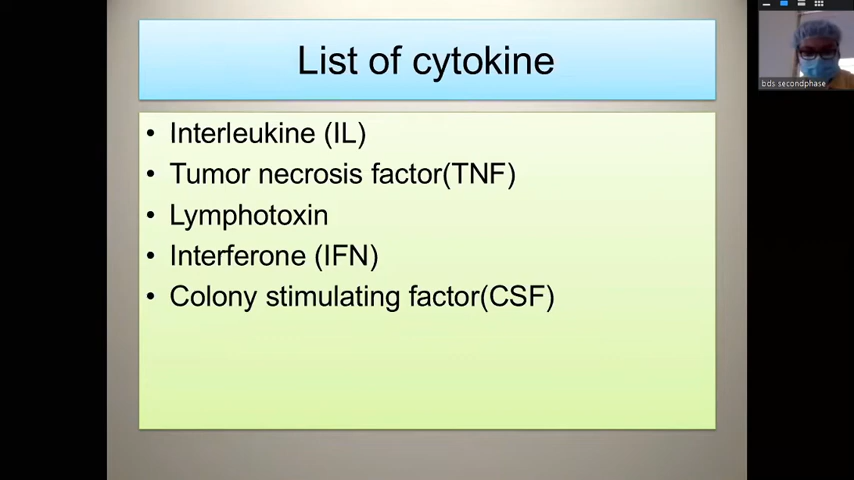 List of cytokine
• Interleukine (IL)
• Tumor necrosis factor(TNF)
• Lymphotoxin
• Interferone (IFN)
• Colony stimulating factor(CSF)
bds secondphase